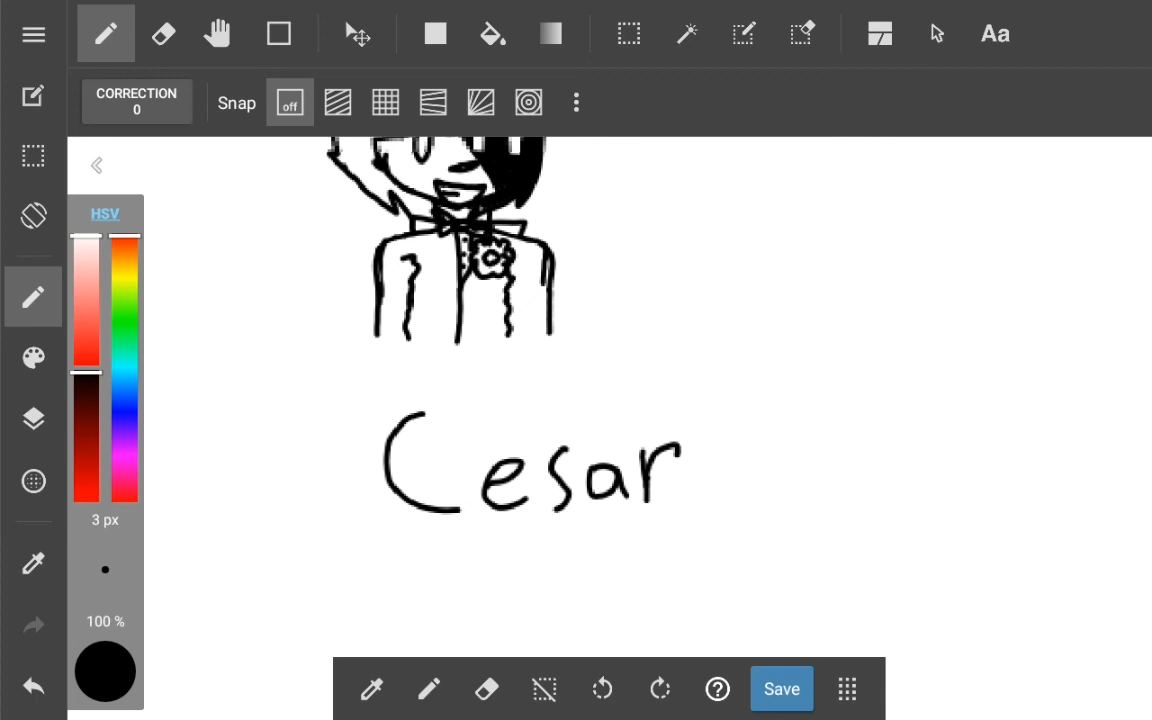 Aa
CORRECTION
0
Snap
off
HSV
3 px
100 %
Cesar
Save